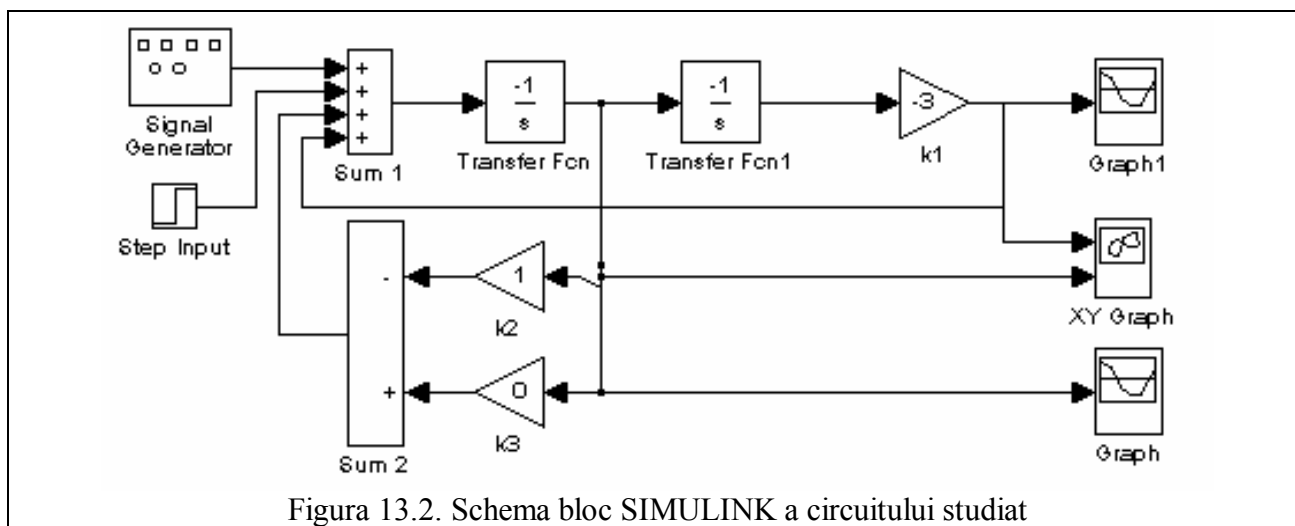 +
+
+
+
-1
s
-1
s
-3
Signal
Generator
Sum 1
Transfer Fcn
Transfer Fcn1
k1
Graph1
Step Input
-
1
k2
XY Graph
+
0
k3
Sum 2
Graph
Figura 13.2. Schema bloc SIMULINK a circuitului studiat